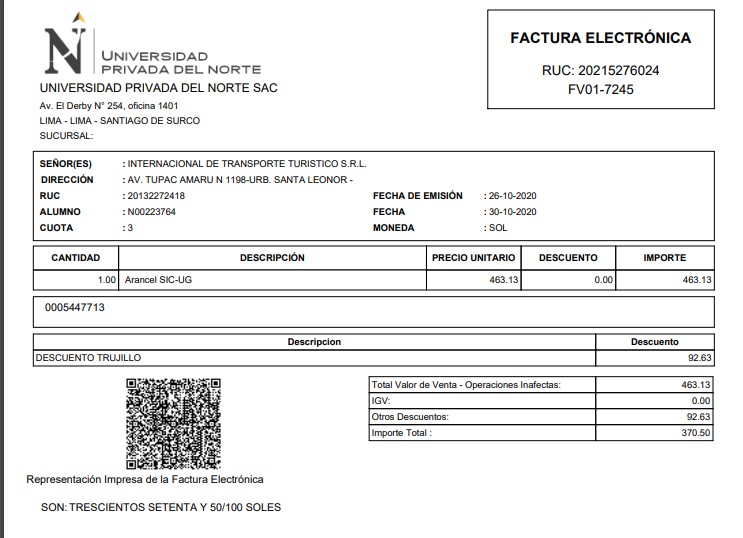 UNIVERSIDAD
PRIVADA DEL NORTE
UNIVERSIDAD PRIVADA DEL NORTE SAC
Av. El Derby N° 254, oficina 1401
LIMA - LIMA - SANTIAGO DE SURCO
SUCURSAL:
FACTURA ELECTRÓNICA
RUC: 20215276024
FV01-7245
SEÑOR(ES) : INTERNACIONAL DE TRANSPORTE TURISTICO S.R.L.
DIRECCIÓN : AV. TUPAC AMARU N 1198-URB. SANTA LEONOR -
RUC : 20132272418 FECHA DE EMISIÓN : 26-10-2020
ALUMNO : N00223764 FECHA : 30-10-2020
CUOTA : 3 MONEDA : SOL
CANTIDAD DESCRIPCIÓN PRECIO UNITARIO DESCUENTO IMPORTE
1.00 Arancel SIC-UG 463.13 0.00 463.13
0005447713
Descripcion Descuento
DESCUENTO TRUJILLO 92.63
Total Valor de Venta - Operaciones Inafectas: 463.13
IGV: 0.00
Otros Descuentos: 92.63
Importe Total : 370.50
Representación Impresa de la Factura Electrónica
SON: TRESCIENTOS SETENTA Y 50/100 SOLES